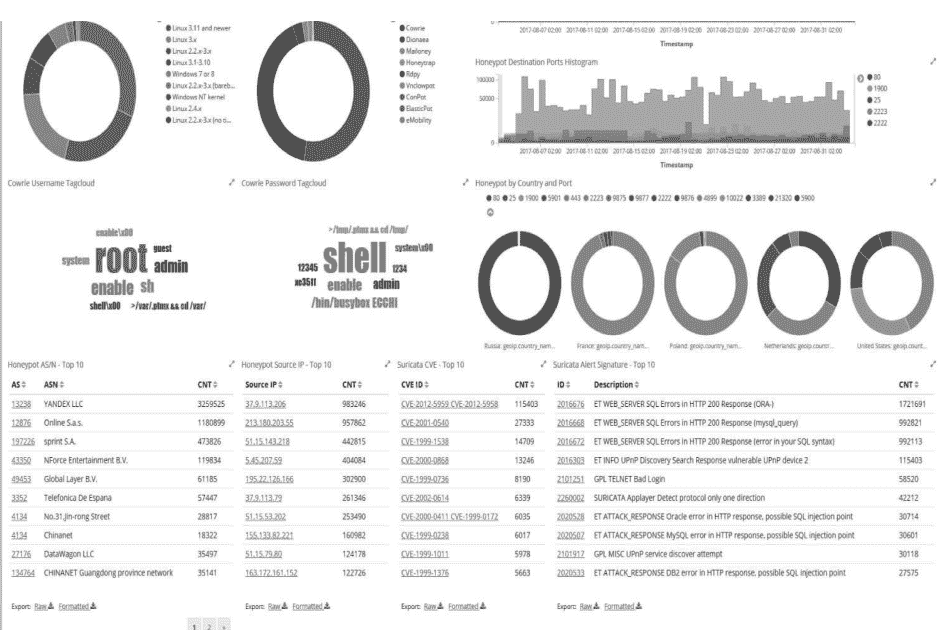 Linux 3.11 and newer
Linux 3.x
Linux 2.2.x-3.x
Linux 3.1-3.10
Windows 7 or 8
Linux 2.2.x-3.x (bareb...
Windows NT kernel
Linux 2.4.x
Linux 2.2.x-3.x (no o...
Cowrie
Dionaea
Mailoney
Honeytrap
Rdpy
Vnclowpot
ConPot
ElasticPot
eMobility
0
2017-08-07 02:00 2017-08-11 02:00 2017-08-15 02:00 2017-08-19 02:00 2017-08-23 02:00 2017-08-27 02:00 2017-08-31 02:00
Timestamp
Honeypot Destination Ports Histogram
100000
50000
0
80
1900
25
2223
2222
2017-08-07 02:00 2017-08-11 02:00 2017-08-15 02:00 2017-08-19 02:00 2017-08-23 02:00 2017-08-27 02:00 2017-08-31 02:00
Timestamp
Cowrie Username Tagcloud
enable\x00
system root guest
admin
enable sh
shell\x00 >/var/.ptmx && cd /var/
Cowrie Password Tagcloud
>/tmp/.ptmx && cd /tmp/
shell system\x00
12345 1234
xc3511 enable admin
/bin/busybox ECCHI
Honeypot by Country and Port
80 25 1900 5901 443 2223 9875 9877 2222 9876 4899 10022 3389 21320 5900
Russia: geoip.country_nam...
France: geoip.country_nam...
Poland: geoip.country_nam...
Netherlands: geoip.countr...
United States: geoip.count...
Honeypot AS/N - Top 10
AS ASN CNT
13238 YANDEX LLC 3259525
12876 Online S.a.s. 1180899
197226 sprint S.A. 473826
43350 NForce Entertainment B.V. 119834
49453 Global Layer B.V. 61185
3352 Telefonica De Espana 57447
4134 No.31,Jin-rong Street 28817
4134 Chinanet 18322
27176 DataWagon LLC 35497
134764 CHINANET Guangdong province network 35141
Export: Raw Formatted
1 2 »
Honeypot Source IP - Top 10
Source IP CNT
37.9.113.206 983246
213.180.203.55 957862
51.15.143.218 442815
5.45.207.59 404084
195.22.126.166 302900
37.9.113.79 261346
51.15.53.202 253490
155.133.82.221 160982
51.15.79.80 124178
163.172.161.152 122726
Export: Raw Formatted
Suricata CVE - Top 10
CVE ID CNT
CVE-2012-5959 CVE-2012-5958 115403
CVE-2001-0540 27333
CVE-1999-1538 14709
CVE-2000-0868 13246
CVE-1999-0736 8190
CVE-2002-0614 6339
CVE-2000-0411 CVE-1999-0172 6035
CVE-1999-0238 6017
CVE-1999-1011 5978
CVE-1999-1376 5663
Export: Raw Formatted
Suricata Alert Signature - Top 10
ID Description CNT
2016676 ET WEB_SERVER SQL Errors in HTTP 200 Response (ORA-) 1721691
2016668 ET WEB_SERVER SQL Errors in HTTP 200 Response (mysql_query) 992821
2016672 ET WEB_SERVER SQL Errors in HTTP 200 Response (error in your SQL syntax) 992113
2016303 ET INFO UPnP Discovery Search Response vulnerable UPnP device 2 115403
2101251 GPL TELNET Bad Login 58520
2260002 SURICATA Applayer Detect protocol only one direction 42212
2020528 ET ATTACK_RESPONSE Oracle error in HTTP response, possible SQL injection point 30714
2020507 ET ATTACK_RESPONSE MySQL error in HTTP response, possible SQL injection point 30601
2101917 GPL MISC UPnP service discover attempt 30118
2020533 ET ATTACK_RESPONSE DB2 error in HTTP response, possible SQL injection point 27575
Export: Raw Formatted